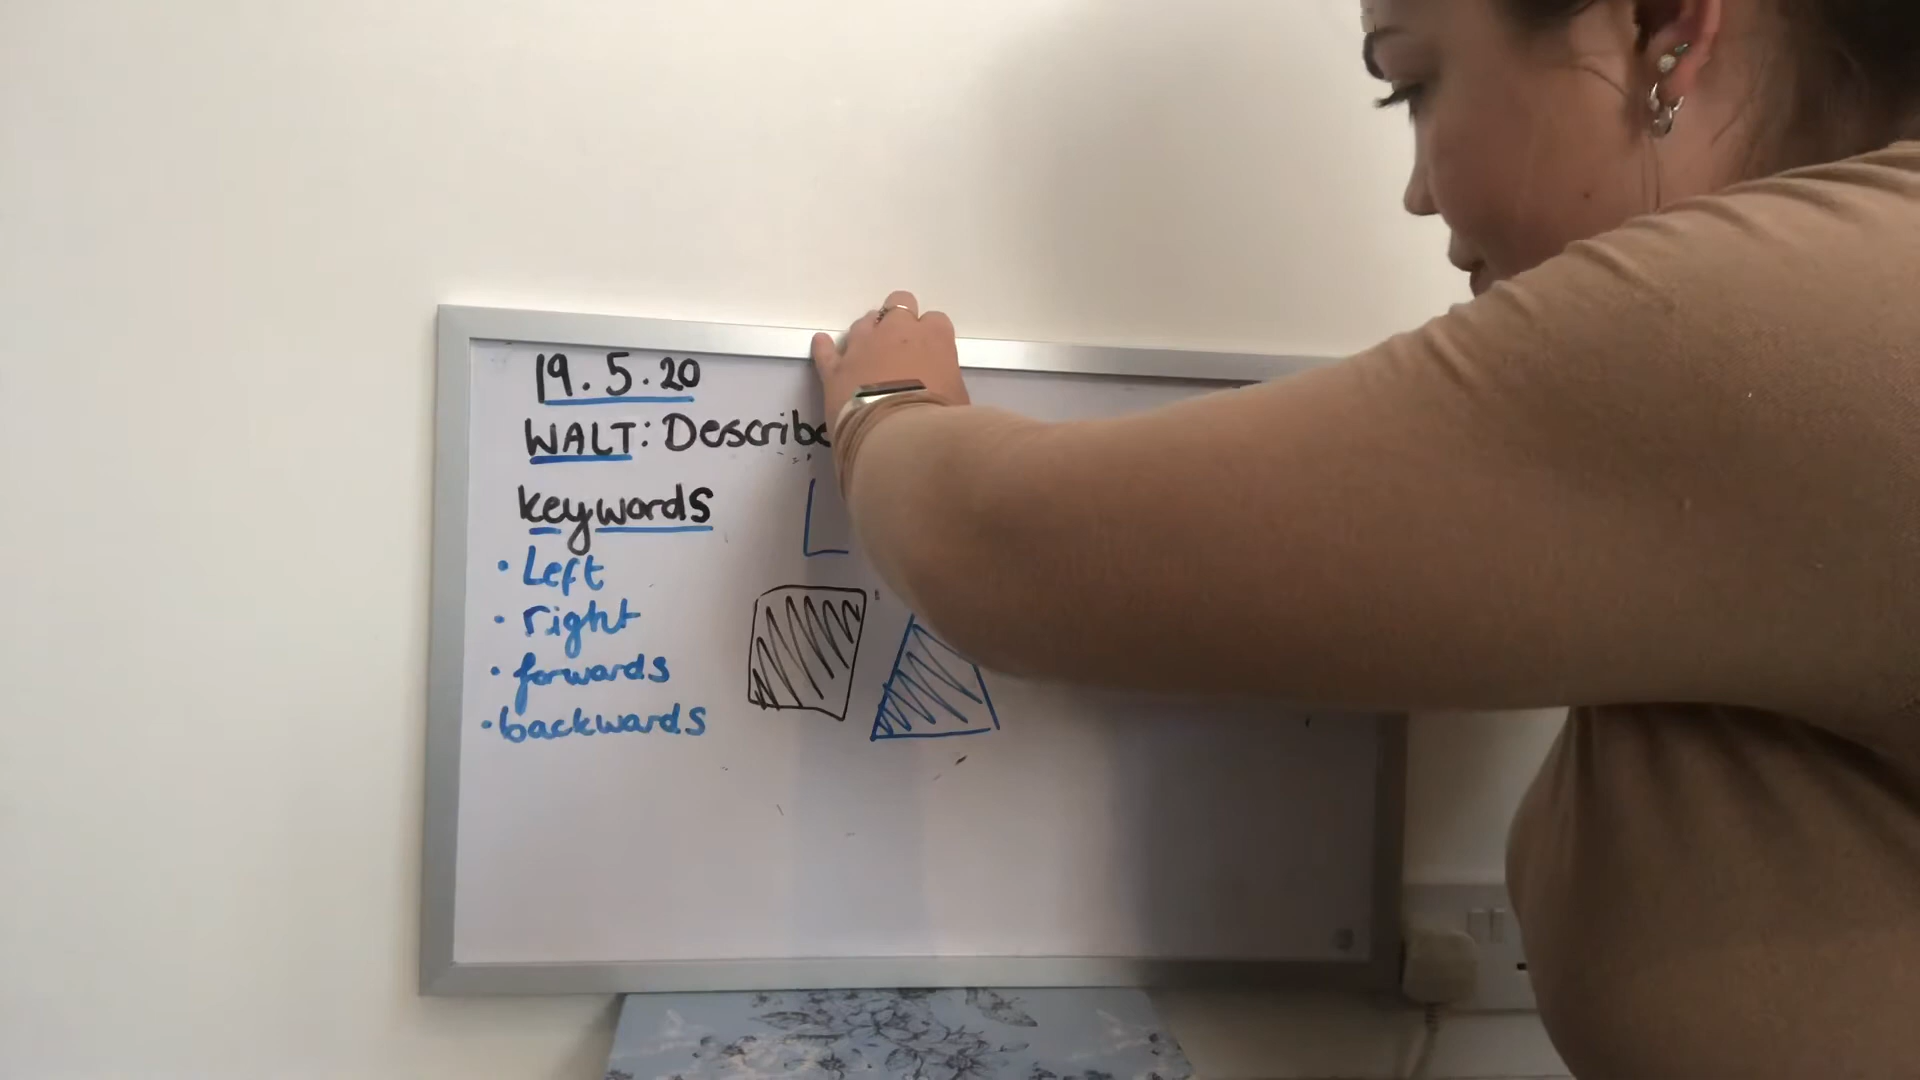 19.5.20
WALT: Describe
keywords
• Left
• right
• forwards
• backwards